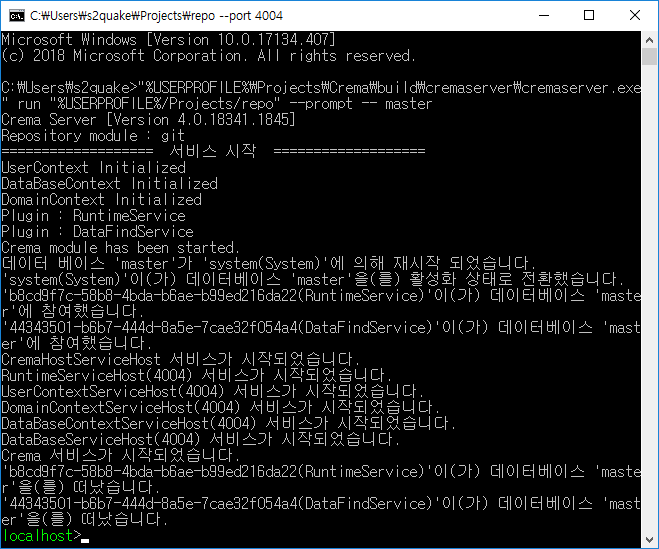 C:₩Users₩s2quake₩Projects₩repo --port 4004
Microsoft Windows [Version 10.0.17134.407]
(c) 2018 Microsoft Corporation. All rights reserved.
C:₩Users₩s2quake>"%USERPROFILE%₩Projects₩Crema₩build₩cremaserver₩cremaserver.exe
" run "%USERPROFILE%/Projects/repo" --prompt -- master
Crema Server [Version 4.0.18341.1845]
Repository module : git
=================== 서비스 시작 ===================
UserContext Initialized
DataBaseContext Initialized
DomainContext Initialized
Plugin : RuntimeService
Plugin : DataFindService
Crema module has been started.
데이터 베이스 'master'가 'system(System)'에 의해 재시작 되었습니다.
'system(System)'이(가) 데이터베이스 'master'을(를) 활성화 상태로 전환했습니다.
'b8cd9f7c-58b8-4bda-b6ae-b99ed216da22(RuntimeService)'이(가) 데이터베이스 'maste
r'에 참여했습니다.
'44343501-b6b7-444d-8a5e-7cae32f054a4(DataFindService)'이(가) 데이터베이스 'mast
er'에 참여했습니다.
CremaHostServiceHost 서비스가 시작되었습니다.
RuntimeServiceHost(4004) 서비스가 시작되었습니다.
UserContextServiceHost(4004) 서비스가 시작되었습니다.
DomainContextServiceHost(4004) 서비스가 시작되었습니다.
DataBaseContextServiceHost(4004) 서비스가 시작되었습니다.
DataBaseServiceHost(4004) 서비스가 시작되었습니다.
Crema 서비스가 시작되었습니다.
'b8cd9f7c-58b8-4bda-b6ae-b99ed216da22(RuntimeService)'이(가) 데이터베이스 'maste
r'을(를) 떠났습니다.
'44343501-b6b7-444d-8a5e-7cae32f054a4(DataFindService)'이(가) 데이터베이스 'mast
er'을(를) 떠났습니다.
localhost>